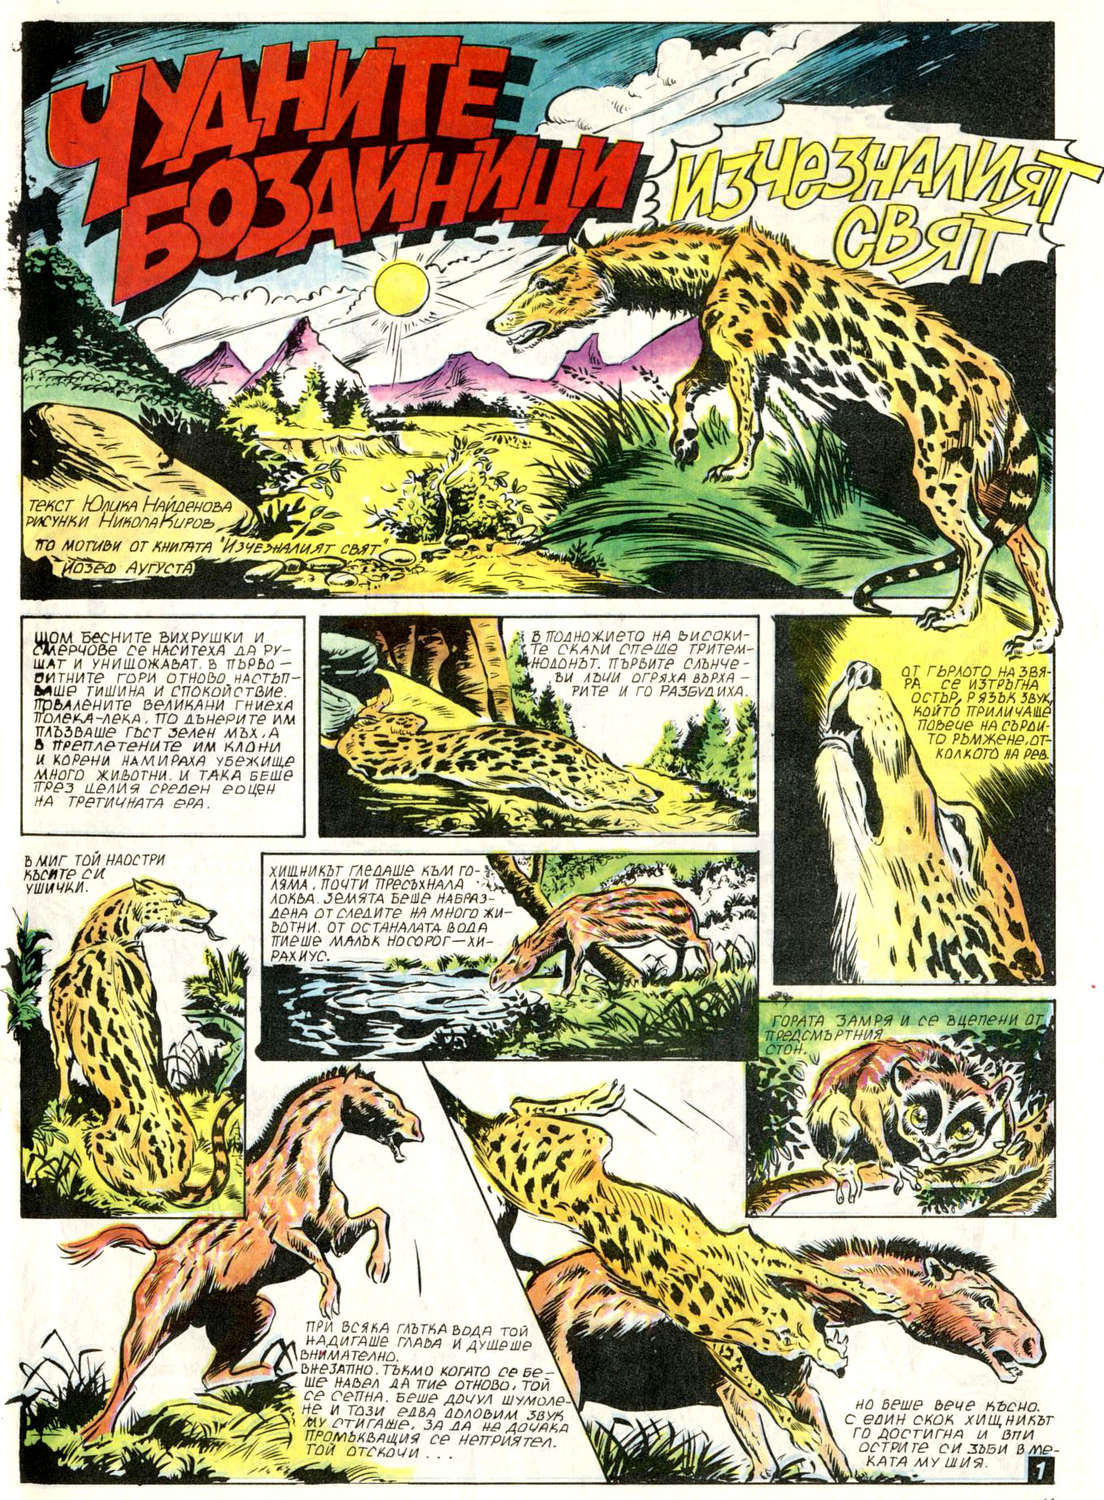 ЧУДНИТЕ
БОЗАЙНИЦИ
ИЗЧЕЗНАЛИЯТ
СВЯТ
ТЕКСТ ЮЛИКА НАЙДЕНОВА
РИСУНКИ НИКОЛА КИРОВ
ПО МОТИВИ ОТ КНИГАТА "ИЗЧЕЗНАЛИЯТ СВЯТ"
ЙОЗЕФ АУГУСТА
ЩОМ БЕСНИТЕ ВИХРУШКИ И
СМЕРЧОВЕ СЕ НАСИТЕХА ДА РУ-
ШАТ И УНИЩОЖАВАТ, В ПЪРВО-
БИТНИТЕ ГОРИ ОТНОВО НАСТЪП-
ВАШЕ ТИШИНА И СПОКОЙСТВИЕ.
ПОВАЛЕНИТЕ ВЕЛИКАНИ ГНИЕХА
ПОЛЕКА-ЛЕКА, ПО ДЪНЕРИТЕ ИМ
ПЛЪЗВАШЕ ГЪСТ ЗЕЛЕН МЪХ, А
В ПРЕПЛЕТЕНИТЕ ИМ КЛОНИ
И КОРЕНИ НАМИРАХА УБЕЖИЩЕ
МНОГО ЖИВОТНИ. И ТАКА БЕШЕ
ПРЕЗ ЦЕЛИЯ СРЕДЕН ЕОЦЕН
НА ТРЕТИЧНАТА ЕРА.
В ПОДНОЖИЕТО НА ВИСОКИ-
ТЕ СКАЛИ СПЕШЕ ТРИТЕМ-
НОДОНЪТ. ПЪРВИТЕ СЛЪНЧЕ-
ВИ ЛЪЧИ ОГРЯХА ВЪРХА-
РИТЕ И ГО РАЗБУДИХА.
ОТ ГЪРЛОТО НА ЗВЯ-
РА СЕ ИЗТРЪГНА
ОСТЪР, РЯЗЪК ЗВУК,
КОЙТО ПРИЛИЧАШЕ
ПОВЕЧЕ НА СЪРДИ-
ТО РЪМЖЕНЕ, ОТ-
КОЛКОТО НА РЕВ.
В МИГ ТОЙ НАОСТРИ
КЪСИТЕ СИ
УШИЧКИ.
ХИЩНИКЪТ ГЛЕДАШЕ КЪМ ГО-
ЛЯМА, ПОЧТИ ПРЕСЪХНАЛА
ЛОКВА. ЗЕМЯТА БЕШЕ НАБРАЗ-
ДЕНА ОТ СЛЕДИТЕ НА МНОГО ЖИ-
ВОТНИ. ОТ ОСТАНАЛАТА ВОДА
ПИЕШЕ МАЛЪК НОСОРОГ-ХИ-
РАХИУС.
ГОРАТА ЗАМРЯ И СЕ ВЦЕПЕНИ ОТ
ПРЕДСМЪРТНИЯ
СТОН.
ПРИ ВСЯКА ГЛЪТКА ВОДА ТОЙ
НАДИГАШЕ ГЛАВА И ДУШЕШЕ
ВНИМАТЕЛНО.
ВНЕЗАПНО, ТЪКМО КОГАТО СЕ БЕ-
ШЕ НАВЕЛ ДА ПИЕ ОТНОВО, ТОЙ
СЕ СЕПНА. БЕШЕ ДОЧУЛ ШУМОЛЕ-
НЕ И ТОЗИ ЕДВА ДОЛОВИМ ЗВУК
МУ СТИГАШЕ, ЗА ДА НЕ ДОЧАКА
ПРОМЪКВАЩИЯ СЕ НЕПРИЯТЕЛ.
ТОЙ ОТСКОЧИ...
НО БЕШЕ ВЕЧЕ КЪСНО.
С ЕДИН СКОК ХИЩНИКЪТ
ГО ДОСТИГНА И ВПИ
ОСТРИТЕ СИ ЗЪБИ В МЕ-
КАТА МУ ШИЯ.
1